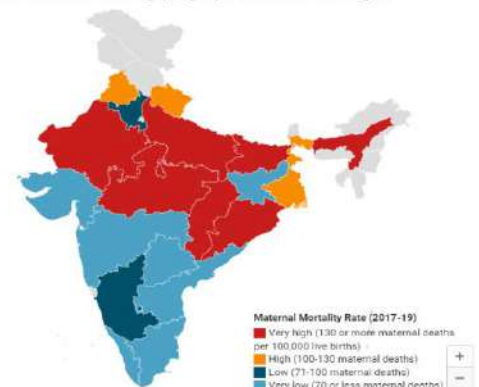 Maternal Mortality Rate (2017-19)
Very high (130 or more maternal deaths
per 100,000 live births)
High (100-130 maternal deaths)
Low (71-100 maternal deaths)
Very low (70 or less maternal deaths)
+
−